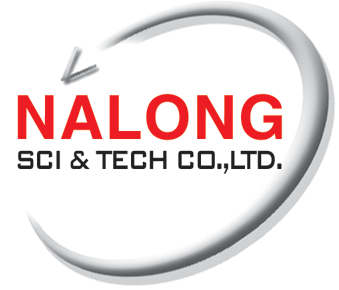 NALONG
SCI & TECH CO.,LTD.